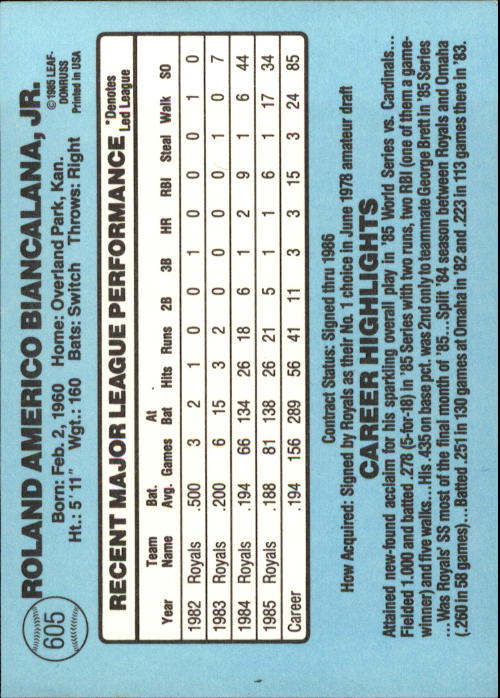 605
ROLAND AMERICO BIANCALANA, JR.
©1985 LEAF-
DONRUSS
Printed in USA
Born: Feb. 2, 1960 Home: Overland Park, Kan.
Ht.: 5' 11" Wgt.: 160 Bats: Switch Throws: Right
RECENT MAJOR LEAGUE PERFORMANCE
*Denotes
Led League
Year Team Name Bat. Avg. Games At Bat Hits Runs 2B 3B HR RBI Steal Walk SO
1982 Royals .500 3 2 1 0 0 1 0 0 0 1 0
1983 Royals .200 6 15 3 2 0 0 0 0 1 0 7
1984 Royals .194 66 134 26 18 6 1 2 9 1 6 44
1985 Royals .188 81 138 26 21 5 1 1 6 1 17 34
Career .194 156 289 56 41 11 3 3 15 3 24 85
Contract Status: Signed thru 1986
How Acquired: Signed by Royals as their No. 1 choice in June 1978 amateur draft
CAREER HIGHLIGHTS
Attained new-found acclaim for his sparkling overall play in '85 World Series vs. Cardinals...
Fielded 1.000 and batted .278 (5-for-18) in '85 Series with two runs, two RBI (one of them a game-
winner) and five walks...His .435 on base pct. was 2nd only to teammate George Brett in '85 Series
...Was Royals' SS most of the final month of '85...Split '84 season between Royals and Omaha
(.260 in 58 games)...Batted .251 in 130 games at Omaha in '82 and .223 in 113 games there in '83.